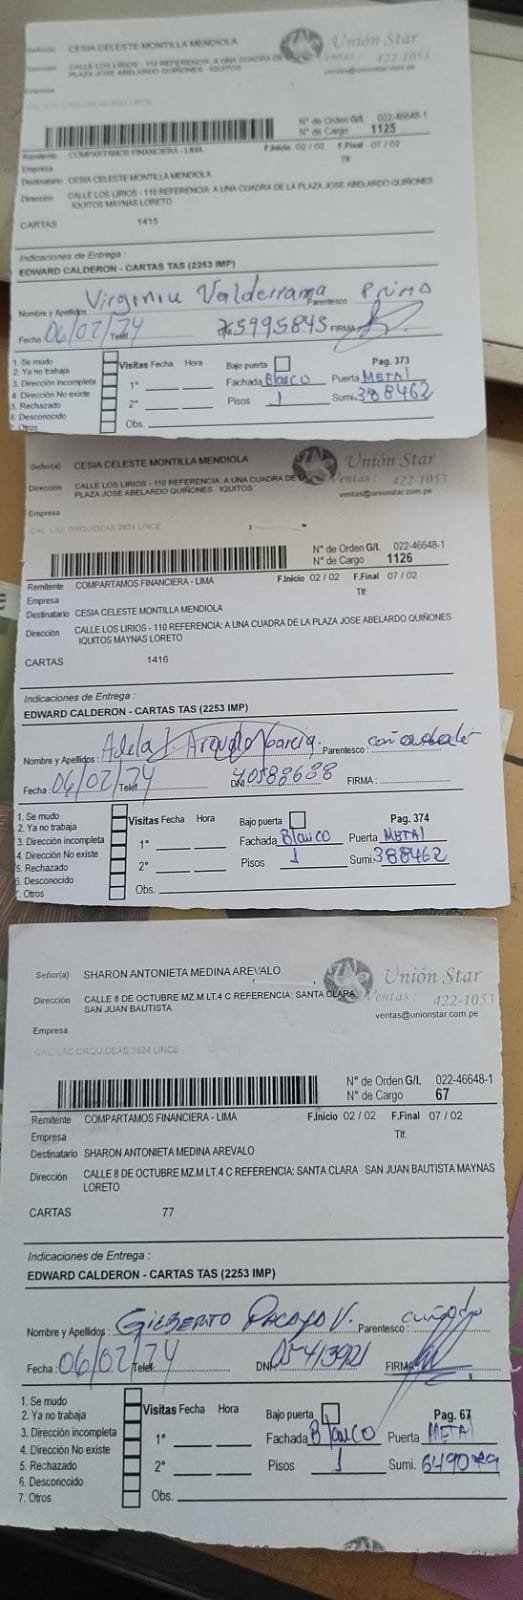 Señor(a) CESIA CELESTE MONTILLA MENDIOLA
Unión Star
Dirección CALLE LOS LIRIOS - 110 REFERENCIA: A UNA CUADRA DE LA
Ventas: 422-1053
PLAZA JOSE ABELARDO QUIÑONES IQUITOS
ventas@unionstar.com.pe
Empresa
N° de Orden G/I. 022-46648-1
N° de Cargo 1125
Remitente COMPARTAMOS FINANCIERA - LIMA F.Inicio 02 / 02 F.Final 07 / 02
Empresa Tlf
Destinatario CESIA CELESTE MONTILLA MENDIOLA
Dirección CALLE LOS LIRIOS - 110 REFERENCIA: A UNA CUADRA DE LA PLAZA JOSE ABELARDO QUIÑONES
IQUITOS MAYNAS LORETO
CARTAS 1415
Indicaciones de Entrega :
EDWARD CALDERON - CARTAS TAS (2253 IMP)
Nombre y Apellidos : Virginia Valderrama Parentesco PRIMA
Fecha 06/02/24 Telef. 75995845 FIRMA
1. Se mudo Visitas Fecha Hora Bajo puerta Pag. 373
2. Ya no trabaja
3. Dirección incompleta 1° Fachada Blanco Puerta METAL
4. Dirección No existe
5. Rechazado 2° Pisos 1 Sumi. 388462
6. Desconocido
7. Otros Obs.
Señor(a) CESIA CELESTE MONTILLA MENDIOLA
Unión Star
Dirección CALLE LOS LIRIOS - 110 REFERENCIA: A UNA CUADRA DE LA
Ventas: 422-1053
PLAZA JOSE ABELARDO QUIÑONES IQUITOS
ventas@unionstar.com.pe
Empresa
CAL. LAS ORQUIDEAS 2624 LINCE
N° de Orden G/I. 022-46648-1
N° de Cargo 1126
Remitente COMPARTAMOS FINANCIERA - LIMA F.Inicio 02 / 02 F.Final 07 / 02
Empresa Tlf
Destinatario CESIA CELESTE MONTILLA MENDIOLA
Dirección CALLE LOS LIRIOS - 110 REFERENCIA: A UNA CUADRA DE LA PLAZA JOSE ABELARDO QUIÑONES
IQUITOS MAYNAS LORETO
CARTAS 1416
Indicaciones de Entrega :
EDWARD CALDERON - CARTAS TAS (2253 IMP)
Nombre y Apellidos : Adela Arevalo Garcia. Parentesco :
Fecha : 06/02/24 Telef. DNI 40588688 FIRMA :
1. Se mudo Visitas Fecha Hora Bajo puerta Pag. 374
2. Ya no trabaja
3. Dirección incompleta 1° Fachada Blanco Puerta METAL
4. Dirección No existe
5. Rechazado 2° Pisos 1 Sumi. 388462
6. Desconocido
7. Otros Obs.
Señor(a) SHARON ANTONIETA MEDINA AREVALO
Unión Star
Dirección CALLE 8 DE OCTUBRE MZ.M LT.4 C REFERENCIA: SANTA CLARA
Ventas: 422-1053
SAN JUAN BAUTISTA
ventas@unionstar.com.pe
Empresa
CAL. LAS ORQUIDEAS 2624 LINCE
N° de Orden G/I. 022-46648-1
N° de Cargo 67
Remitente COMPARTAMOS FINANCIERA - LIMA F.Inicio 02 / 02 F.Final 07 / 02
Empresa Tlf:
Destinatario SHARON ANTONIETA MEDINA AREVALO
Dirección CALLE 8 DE OCTUBRE MZ.M LT.4 C REFERENCIA: SANTA CLARA SAN JUAN BAUTISTA MAYNAS
LORETO
CARTAS 77
Indicaciones de Entrega :
EDWARD CALDERON - CARTAS TAS (2253 IMP)
Nombre y Apellidos : GILBERTO PACAYO V. Parentesco : cuñado
Fecha : 06/02/24 Telef. DNI 05413921 FIRMA
1. Se mudo Visitas Fecha Hora Bajo puerta Pag. 67
2. Ya no trabaja
3. Dirección incompleta 1° Fachada Blanco Puerta METAL
4. Dirección No existe
5. Rechazado 2° Pisos 1 Sumi. 649079
6. Desconocido
7. Otros Obs.